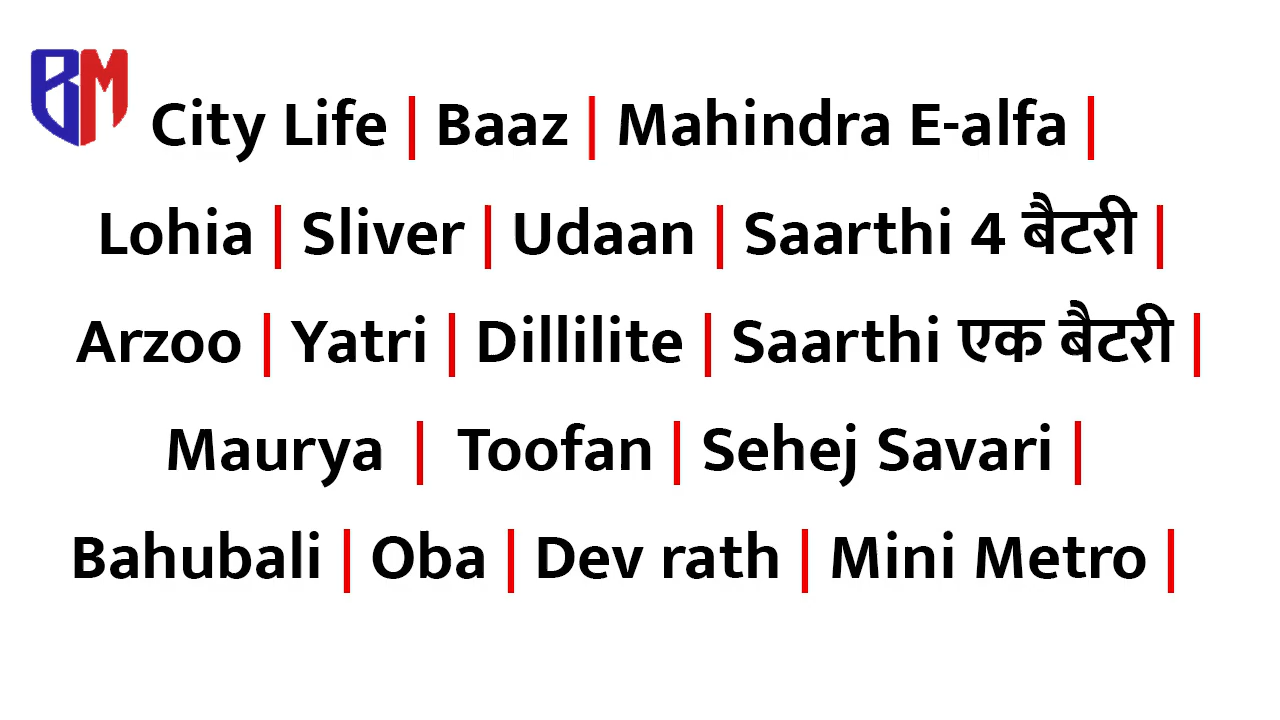 BM
City Life | Baaz | Mahindra E-alfa |
Lohia | Sliver | Udaan | Saarthi 4 बैटरी |
Arzoo | Yatri | Dillilite | Saarthi एक बैटरी |
Maurya | Toofan | Sehej Savari |
Bahubali | Oba | Dev rath | Mini Metro |